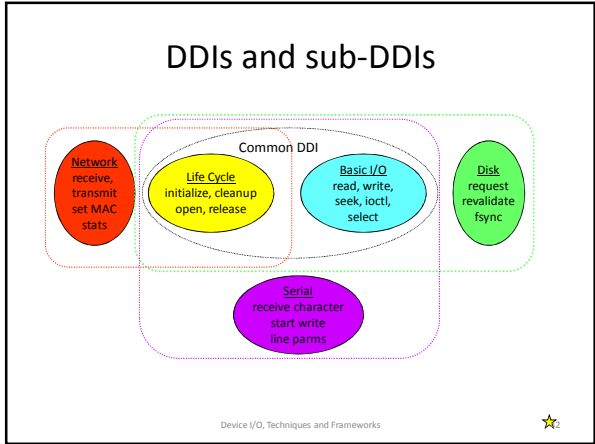 DDIs and sub-DDIs
Common DDI
Network
receive,
transmit
set MAC
stats
Life Cycle
initialize, cleanup
open, release
Basic I/O
read, write,
seek, ioctl,
select
Disk
request
revalidate
fsync
Serial
receive character
start write
line parms
Device I/O, Techniques and Frameworks
2